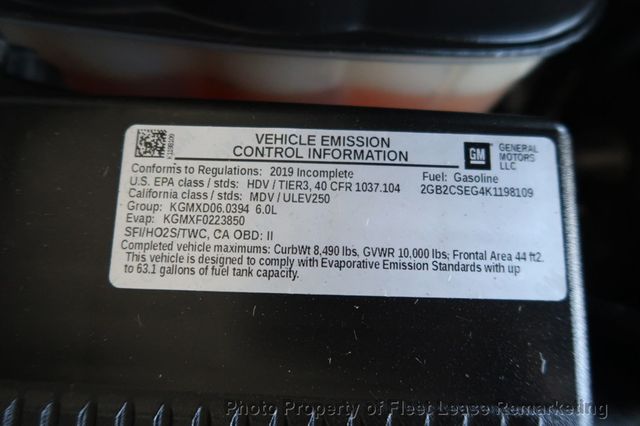 VEHICLE EMISSION
CONTROL INFORMATION
GM
GENERAL
MOTORS
LLC
Conforms to Regulations: 2019 Incomplete
Fuel: Gasoline
U.S. EPA class / stds: HDV / TIER3, 40 CFR 1037.104
2GB2CSEG4K1198109
California class / stds: MDV / ULEV250
Group: KGMXD06.0394 6.0L
Evap: KGMXF0223850
SFI/HO2S/TWC, CA OBD: II
Completed vehicle maximums: CurbWt 8,490 lbs, GVWR 10,000 lbs; Frontal Area 44 ft2.
This vehicle is designed to comply with Evaporative Emission Standards with up
to 63.1 gallons of fuel tank capacity.
Photo Property of Fleet Lease Remarketing